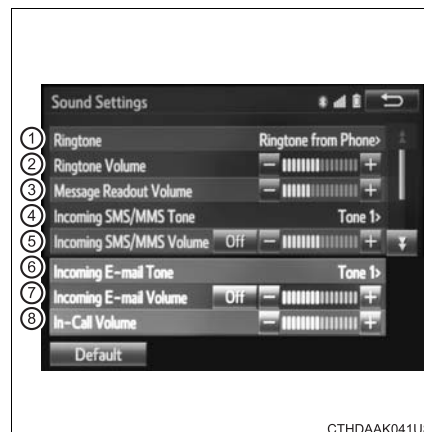 Sound Settings
1 Ringtone Ringtone from Phone>
2 Ringtone Volume − +
3 Message Readout Volume − +
4 Incoming SMS/MMS Tone Tone 1>
5 Incoming SMS/MMS Volume Off − +
6 Incoming E-mail Tone Tone 1>
7 Incoming E-mail Volume Off − +
8 In-Call Volume − +
Default
CTHDAAK041U